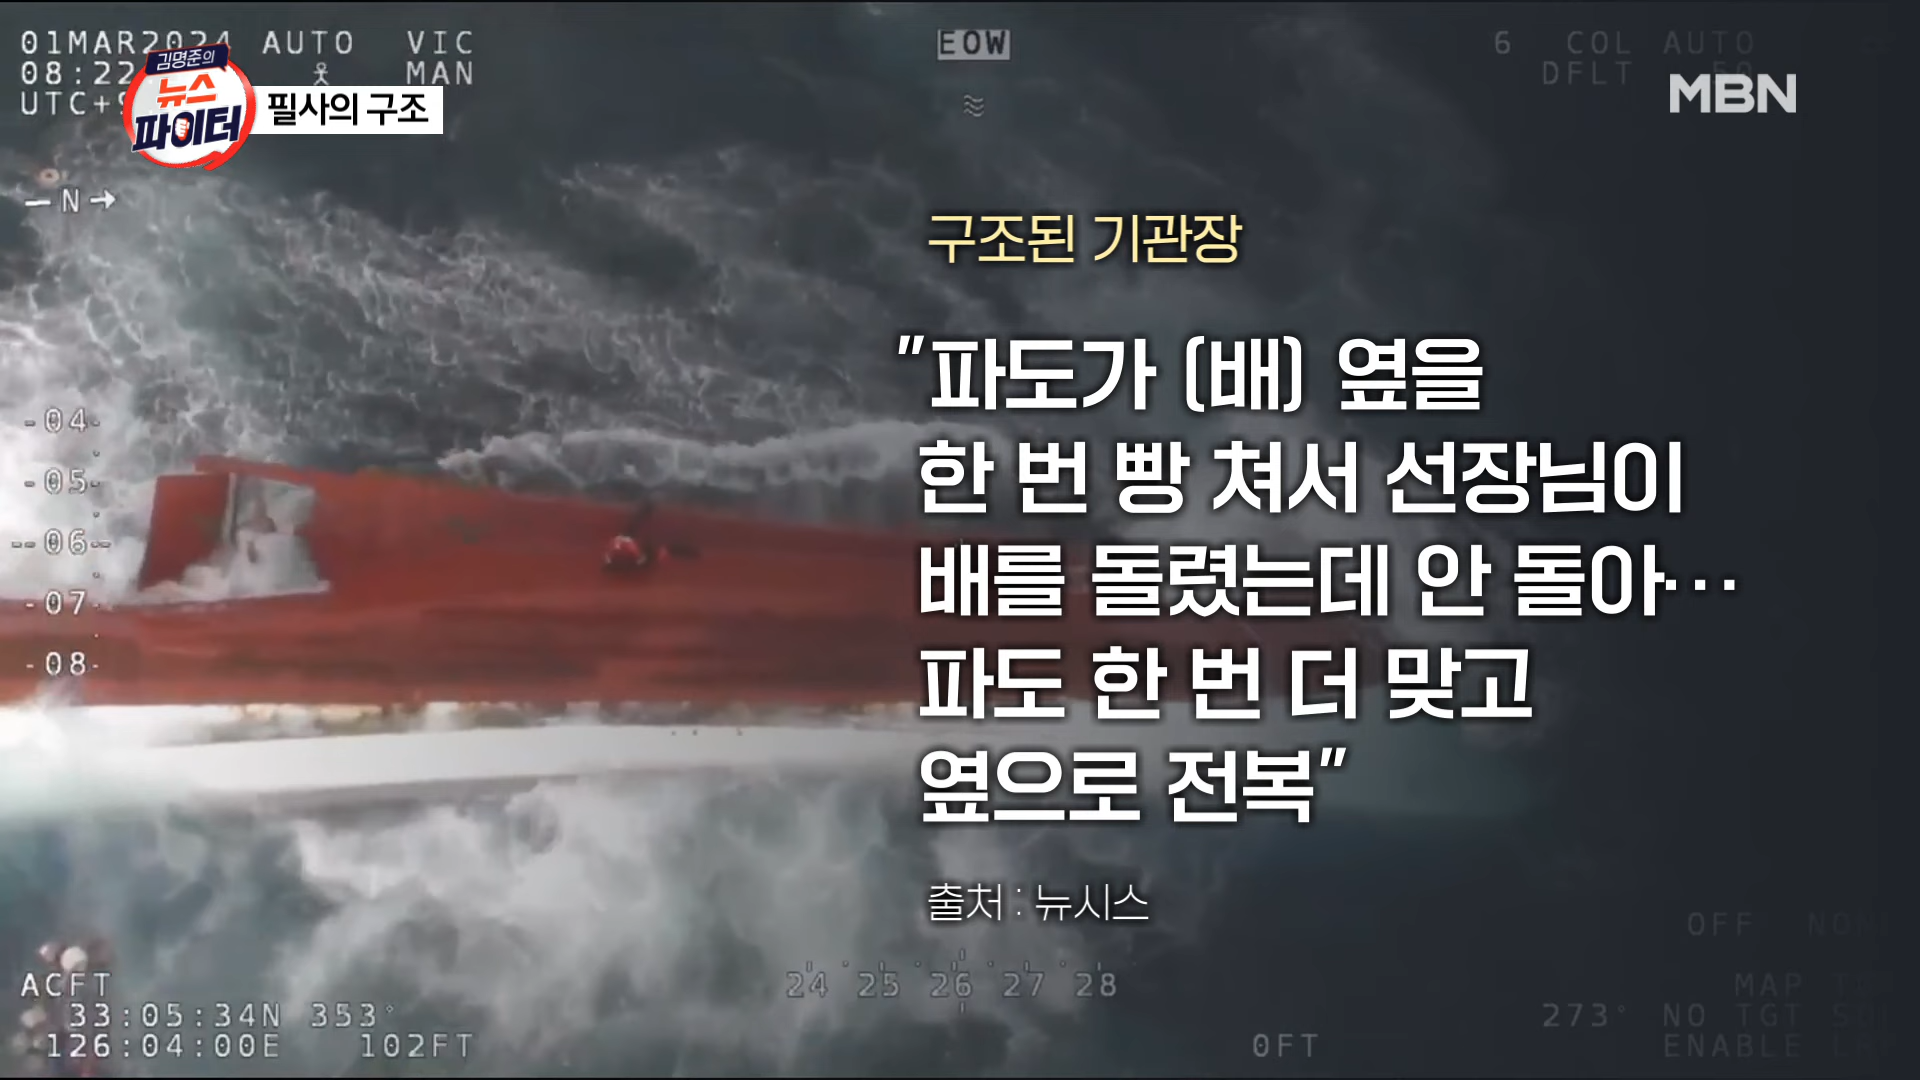 01MAR2024 AUTO VIC
08:22 MAN
UTC+
김명준의
뉴스
파이터
필사의 구조
EOW
6 COL AUTO
DFLT
MBN
N
구조된 기관장
"파도가 (배) 옆을
한 번 빵 쳐서 선장님이
배를 돌렸는데 안 돌아…
파도 한 번 더 맞고
옆으로 전복"
출처 : 뉴시스
-04-
-05-
--06--
-07-
-08-
24 25 26 27 28
ACFT
33:05:34N 353°
126:04:00E 102FT
0FT
OFF
MAP
273° NO TGT
ENABLE